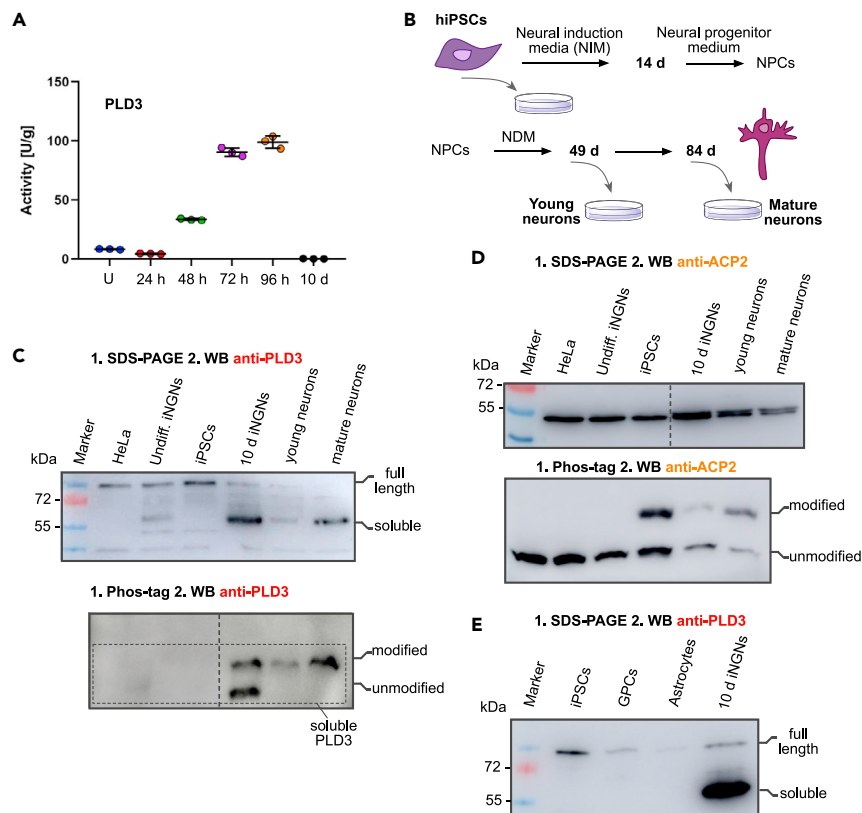 A
PLD3
Activity [U/g]
150
100
50
0
U
24 h
48 h
72 h
96 h
10 d
B
hiPSCs
Neural induction
media (NIM)
14 d
Neural progenitor
medium
NPCs
NPCs
NDM
49 d
84 d
Young
neurons
Mature
neurons
C
1. SDS-PAGE 2. WB anti-PLD3
kDa
Marker
HeLa
Undiff. iNGNs
iPSCs
10 d iNGNs
young neurons
mature neurons
72
55
full
length
soluble
1. Phos-tag 2. WB anti-PLD3
modified
unmodified
soluble
PLD3
D
1. SDS-PAGE 2. WB anti-ACP2
kDa
Marker
HeLa
Undiff. iNGNs
iPSCs
10 d iNGNs
young neurons
mature neurons
72
55
1. Phos-tag 2. WB anti-ACP2
modified
unmodified
E
1. SDS-PAGE 2. WB anti-PLD3
kDa
Marker
iPSCs
GPCs
Astrocytes
10 d iNGNs
72
55
full
length
soluble